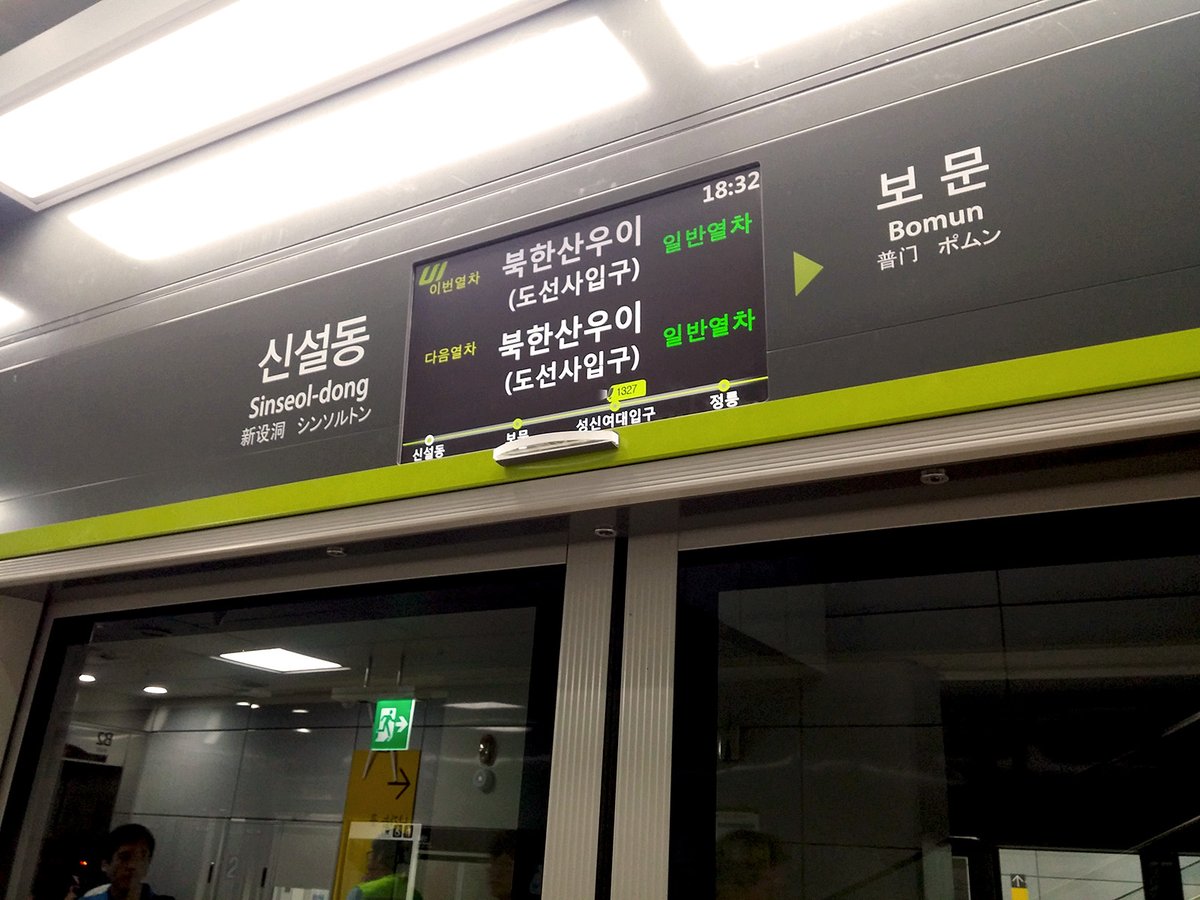 신설동
Sinseol-dong
新设洞 シンソルトン
18:32
UI
이번열차
북한산우이
(도선사입구)
일반열차
다음열차
북한산우이
(도선사입구)
일반열차
1327
신설동
보문
성신여대입구
정릉
보문
Bomun
普门 ポムン
B2
2